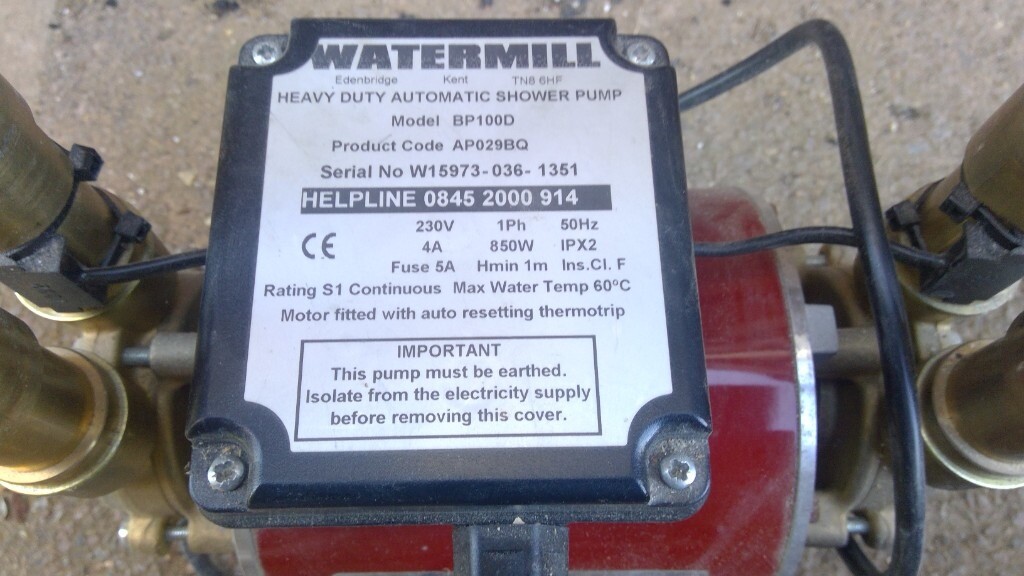 WATERMILL
Edenbridge Kent TN8 6HF
HEAVY DUTY AUTOMATIC SHOWER PUMP
Model BP100D
Product Code AP029BQ
Serial No W15973-036- 1351
HELPLINE 0845 2000 914
CE 230V 1Ph 50Hz
4A 850W IPX2
Fuse 5A Hmin 1m Ins.Cl. F
Rating S1 Continuous Max Water Temp 60°C
Motor fitted with auto resetting thermotrip
IMPORTANT
This pump must be earthed.
Isolate from the electricity supply
before removing this cover.